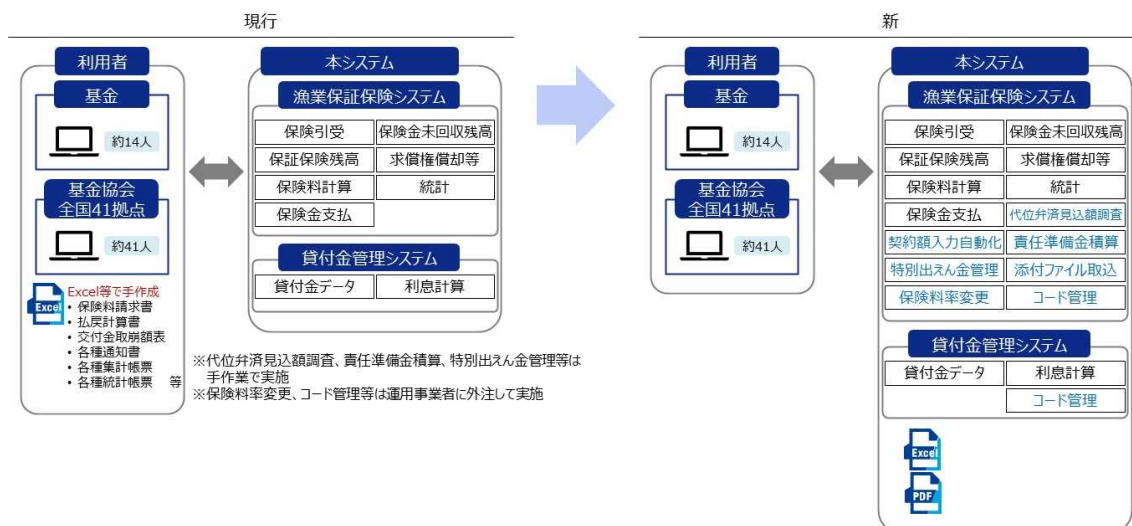 現行
利用者
基金
約14人
基金協会
全国41拠点
約41人
Excel
Excel等で手作成
・保険料請求書
・払戻計算書
・交付金取崩額表
・各種通知書
・各種集計帳票
・各種統計帳票 等
本システム
漁業保証保険システム
保険引受 保険金未回収残高
保証保険残高 求償権償却等
保険料計算 統計
保険金支払
貸付金管理システム
貸付金データ 利息計算
※代位弁済見込額調査、責任準備金積算、特別出えん金管理等は
手作業で実施
※保険料率変更、コード管理等は運用事業者に外注して実施
新
利用者
基金
約14人
基金協会
全国41拠点
約41人
本システム
漁業保証保険システム
保険引受 保険金未回収残高
保証保険残高 求償権償却等
保険料計算 統計
保険金支払 代位弁済見込額調査
契約額入力自動化 責任準備金積算
特別出えん金管理 添付ファイル取込
保険料率変更 コード管理
貸付金管理システム
貸付金データ 利息計算
コード管理
Excel
PDF